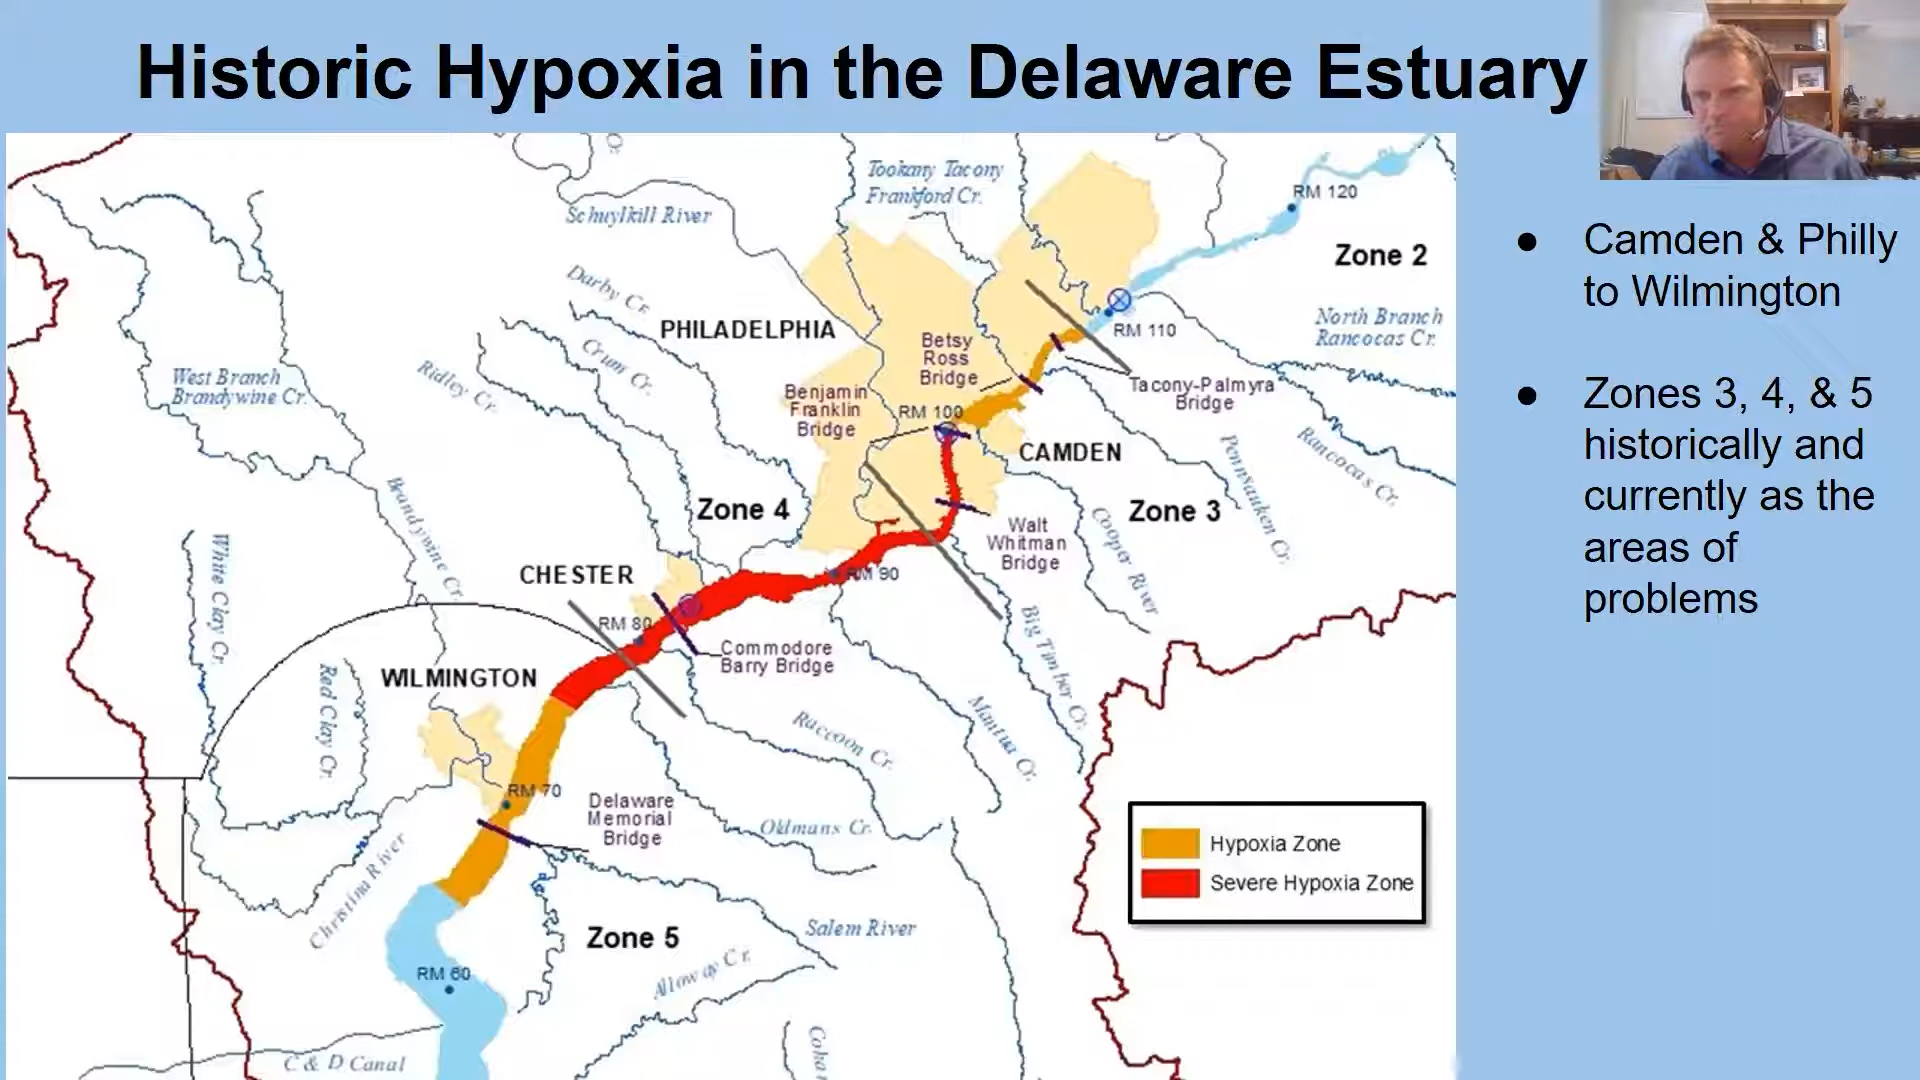 Historic Hypoxia in the Delaware Estuary
Tookany Tacony
Frankford Cr.
RM 120
Schuylkill River
Zone 2
Darby Cr.
North Branch
Rancocas Cr.
PHILADELPHIA
RM 110
Betsy
Ross
Bridge
Crum Cr.
Ridley Cr.
West Branch
Brandywine Cr.
Tacony-Palmyra
Bridge
Benjamin
Franklin
Bridge
RM 100
CAMDEN
Pennsauken Cr.
Rancocas Cr.
Zone 4
Zone 3
Brandywine Cr.
Walt
Whitman
Bridge
Cooper River
White Clay Cr.
CHESTER
RM 90
RM 80
Big Timber Cr.
Commodore
Barry Bridge
WILMINGTON
Red Clay Cr.
Raccoon Cr.
Mantua Cr.
RM 70
Delaware
Memorial
Bridge
Oldmans Cr.
Christina River
Hypoxia Zone
Severe Hypoxia Zone
Zone 5
Salem River
Alloway Cr.
RM 60
C & D Canal
● Camden & Philly
to Wilmington
● Zones 3, 4, & 5
historically and
currently as the
areas of
problems